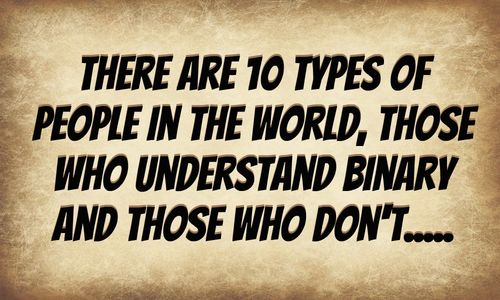 THERE ARE 10 TYPES OF
PEOPLE IN THE WORLD, THOSE
WHO UNDERSTAND BINARY
AND THOSE WHO DON'T.....